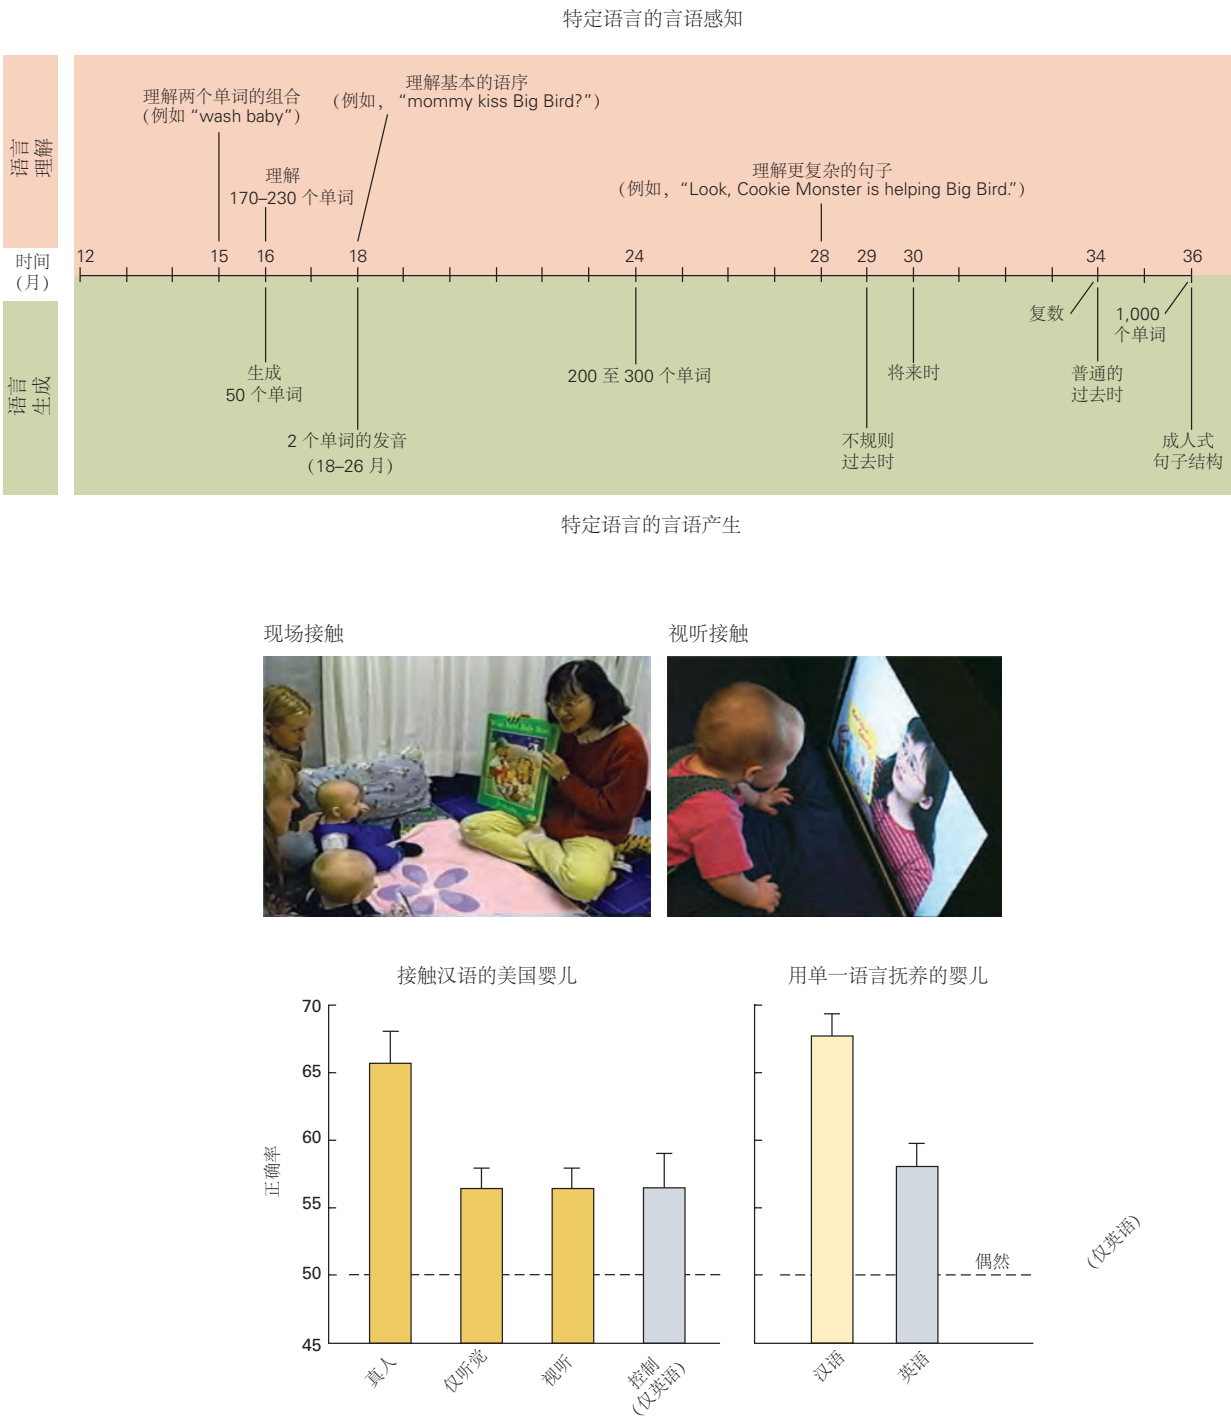 特定语言的言语感知
理解两个单词的组合
(例如 “wash baby”)
理解基本的语序
(例如， “mommy kiss Big Bird?”)
理解
170–230 个单词
理解更复杂的句子
(例如， “Look, Cookie Monster is helping Big Bird.”)
语言
理解
时间
(月)
12 15 16 18 24 28 29 30 34 36
语言
生成
生成
50 个单词
2 个单词的发音
(18–26 月)
200 至 300 个单词
不规则
过去时
将来时
复数
普通的
过去时
1,000
个单词
成人式
句子结构
特定语言的言语产生
现场接触
视听接触
接触汉语的美国婴儿
用单一语言抚养的婴儿
正确率
70
65
60
55
50
45
偶然
真人
仅听觉
视听
控制
(仅英语)
汉语
英语
(仅英语)